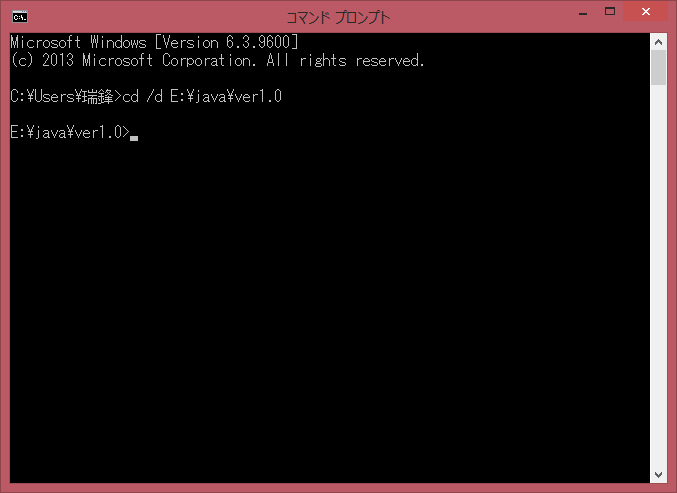 コマンド プロンプト
Microsoft Windows [Version 6.3.9600]
(c) 2013 Microsoft Corporation. All rights reserved.
C:¥Users¥瑞鋒>cd /d E:¥java¥ver1.0
E:¥java¥ver1.0>